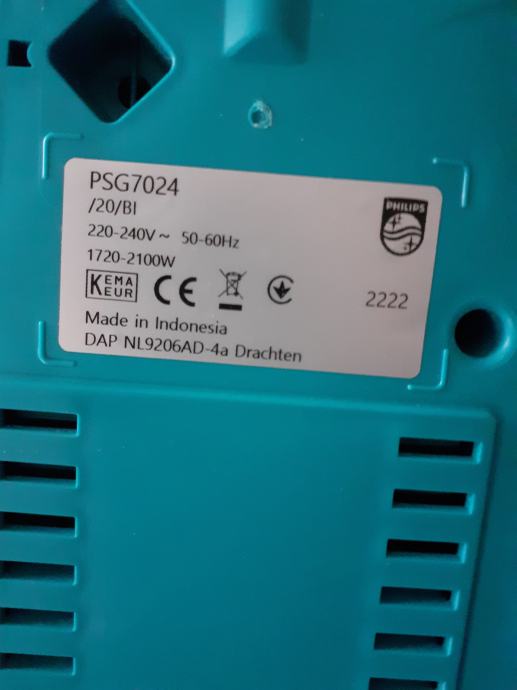 PSG7024
/20/BI
PHILIPS
220-240V~ 50-60Hz
1720-2100W
KEMA
KEUR
CE
2222
Made in Indonesia
DAP NL9206AD-4a Drachten